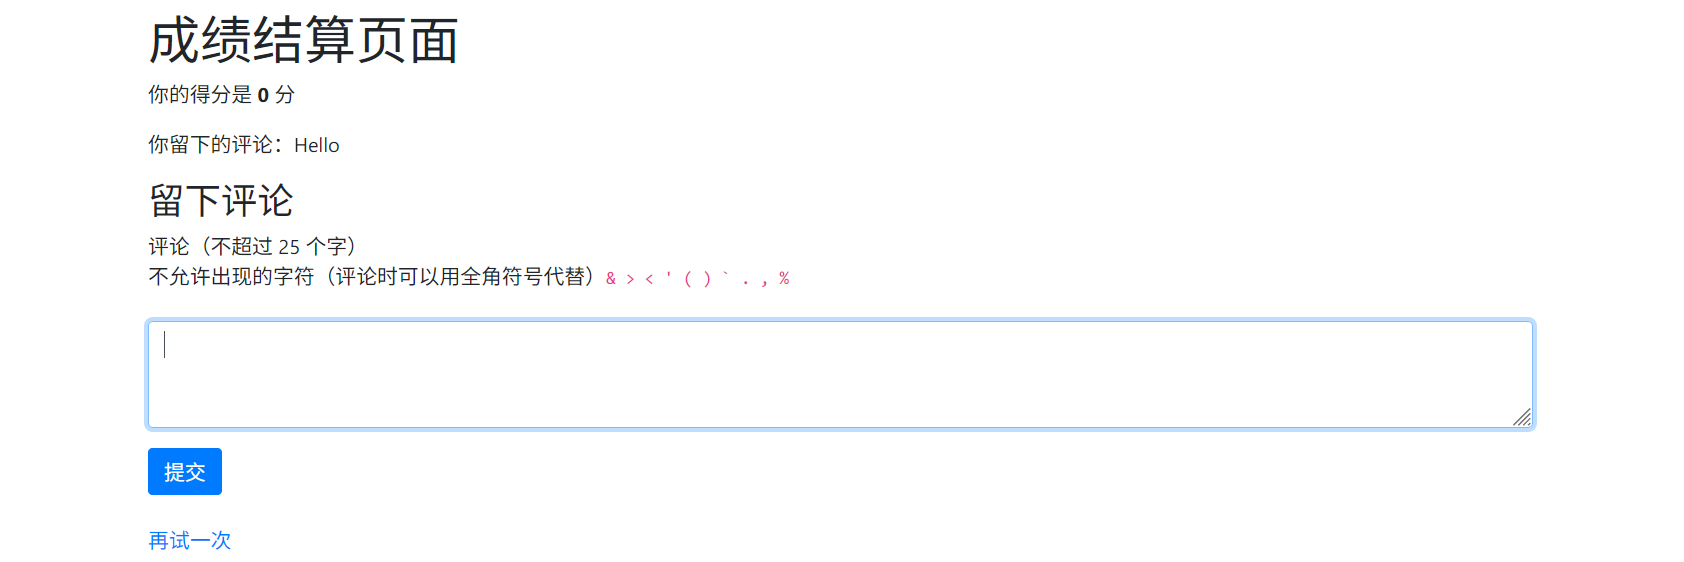 成绩结算页面
你的得分是 0 分
你留下的评论：Hello
留下评论
评论（不超过 25 个字）
不允许出现的字符（评论时可以用全角符号代替）& > < ' ( ) ` . , %
提交
再试一次